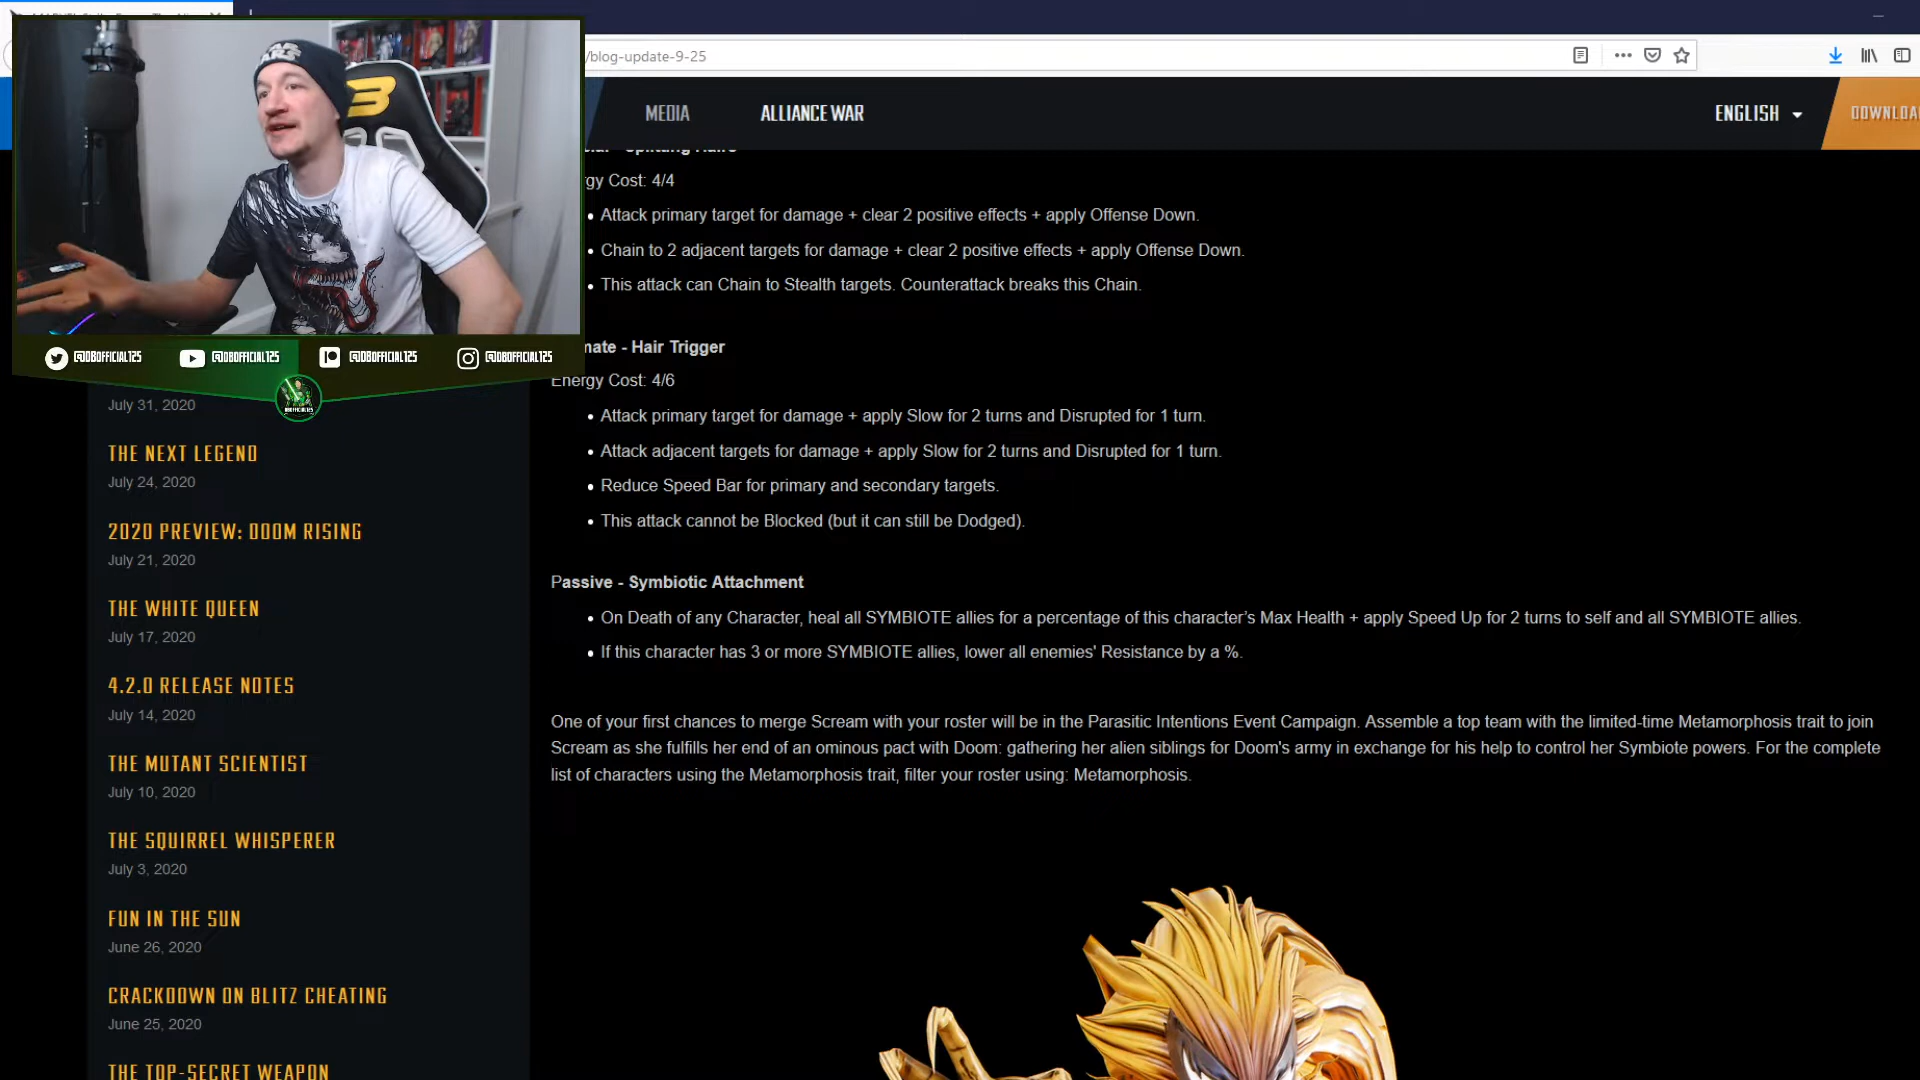 /blog-update-9-25
MEDIA
ALLIANCE WAR
ENGLISH
Energy Cost: 4/4
Attack primary target for damage + clear 2 positive effects + apply Offense Down.
Chain to 2 adjacent targets for damage + clear 2 positive effects + apply Offense Down.
This attack can Chain to Stealth targets. Counterattack breaks this Chain.
@DBOFFICIAL125
@DBOFFICIAL125
@DBOFFICIAL125
@DBOFFICIAL125
mate - Hair Trigger
Energy Cost: 4/6
Attack primary target for damage + apply Slow for 2 turns and Disrupted for 1 turn.
Attack adjacent targets for damage + apply Slow for 2 turns and Disrupted for 1 turn.
Reduce Speed Bar for primary and secondary targets.
This attack cannot be Blocked (but it can still be Dodged).
Passive - Symbiotic Attachment
On Death of any Character, heal all SYMBIOTE allies for a percentage of this character's Max Health + apply Speed Up for 2 turns to self and all SYMBIOTE allies.
If this character has 3 or more SYMBIOTE allies, lower all enemies' Resistance by a %.
One of your first chances to merge Scream with your roster will be in the Parasitic Intentions Event Campaign. Assemble a top team with the limited-time Metamorphosis trait to join
Scream as she fulfills her end of an ominous pact with Doom: gathering her alien siblings for Doom's army in exchange for his help to control her Symbiote powers. For the complete
list of characters using the Metamorphosis trait, filter your roster using: Metamorphosis.
July 31, 2020
THE NEXT LEGEND
July 24, 2020
2020 PREVIEW: DOOM RISING
July 21, 2020
THE WHITE QUEEN
July 17, 2020
4.2.0 RELEASE NOTES
July 14, 2020
THE MUTANT SCIENTIST
July 10, 2020
THE SQUIRREL WHISPERER
July 3, 2020
FUN IN THE SUN
June 26, 2020
CRACKDOWN ON BLITZ CHEATING
June 25, 2020
THE TOP-SECRET WEAPON